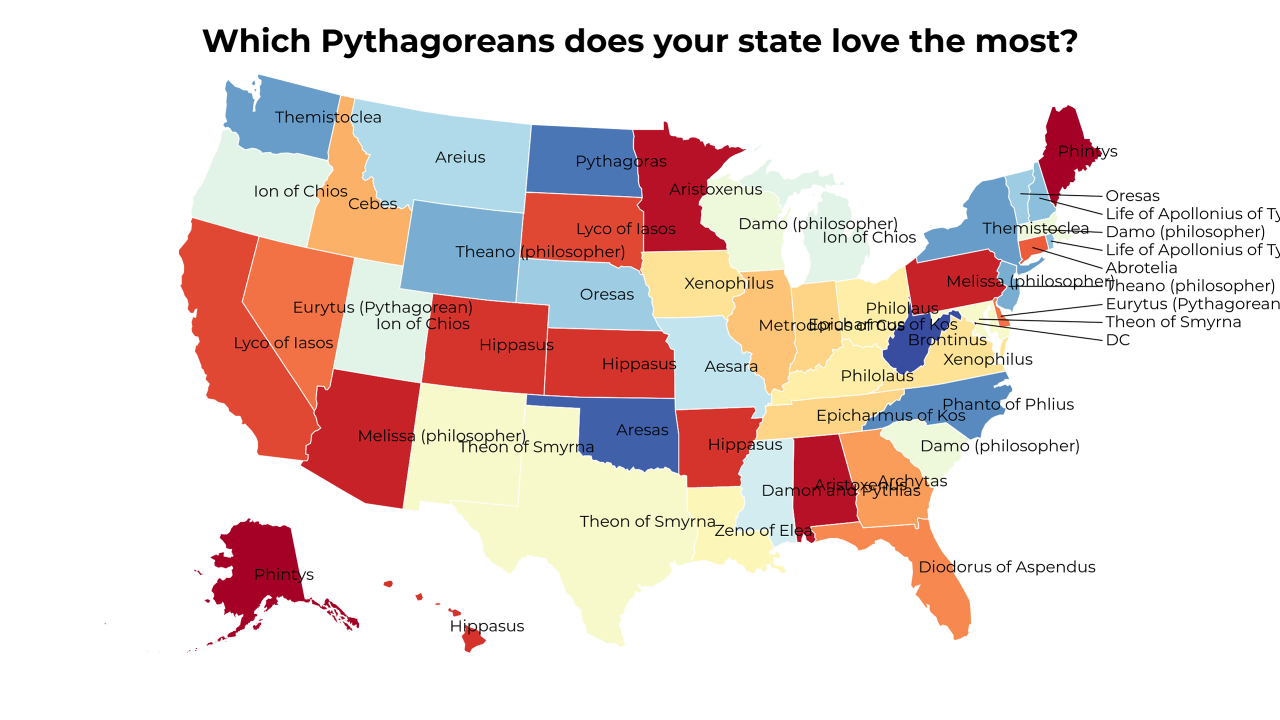 Which Pythagoreans does your state love the most?
Phintys
Themistoclea
Areius
Pythagoras
Aristoxenus
Ion of Chios
Cebes
Oresas
Life of Apollonius of Ty
Damo (philosopher)
Ion of Chios
Themistoclea
Damo (philosopher)
Lyco of Iasos
Life of Apollonius of Ty
Theano (philosopher)
Abrotelia
Xenophilus
Melissa (philosopher)
Theano (philosopher)
Oresas
Eurytus (Pythagorean)
Philolaus
Eurytus (Pythagorean
Ion of Chios
Metrodorus of Cos
Epicharmus of Kos
Theon of Smyrna
Lyco of Iasos
Hippasus
Brontinus
DC
Hippasus
Aesara
Xenophilus
Philolaus
Phanto of Phlius
Epicharmus of Kos
Melissa (philosopher)
Theon of Smyrna
Aresas
Hippasus
Damo (philosopher)
Damon and Pythias
Aristoxenus
Archytas
Theon of Smyrna
Zeno of Elea
Diodorus of Aspendus
Phintys
Hippasus